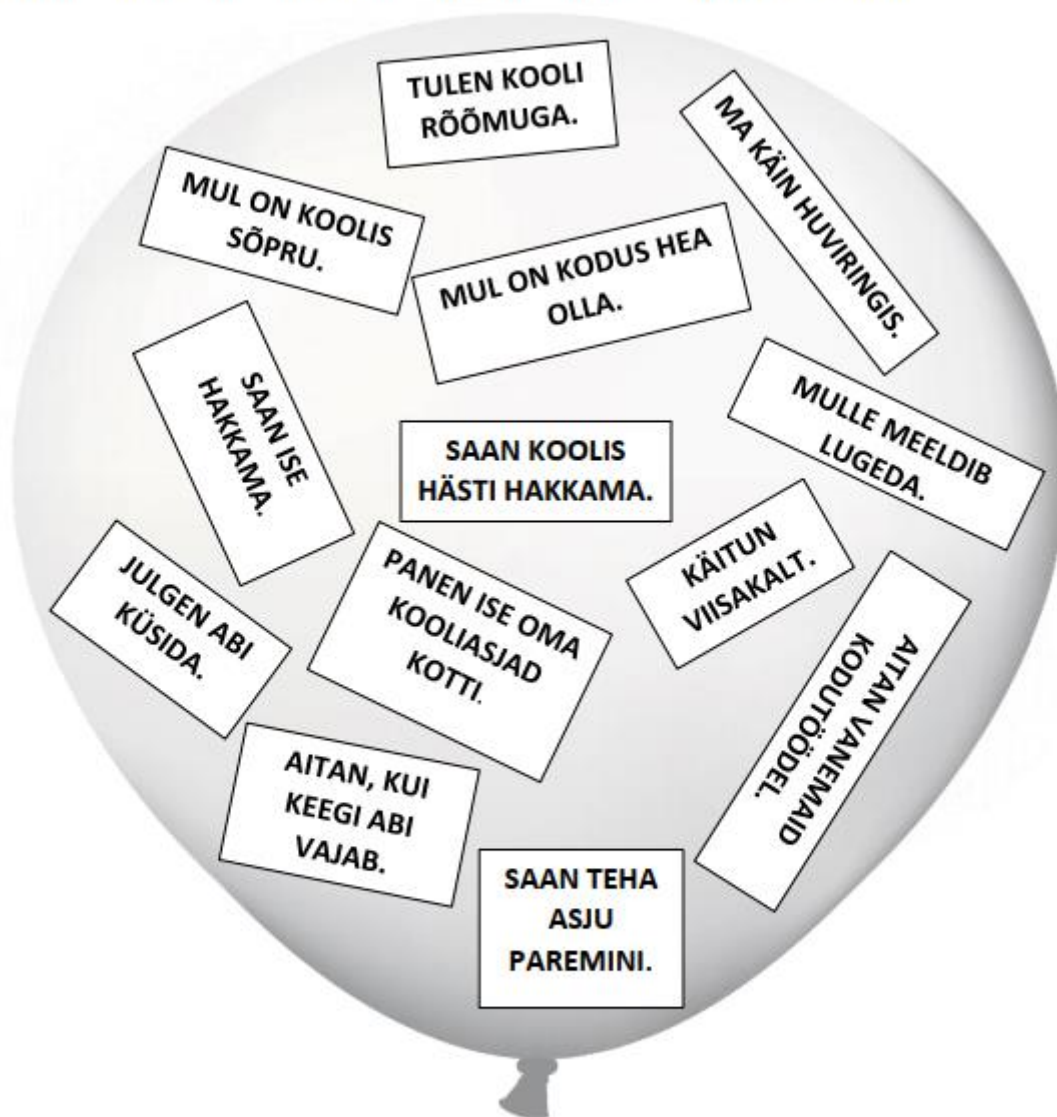 TULEN KOOLI
RÕÕMUGA.
MA KÄIN HUVIRINGIS.
MUL ON KOOLIS
SÕPRU.
MUL ON KODUS HEA
OLLA.
SAAN ISE
HAKKAMA.
MULLE MEELDIB
LUGEDA.
SAAN KOOLIS
HÄSTI HAKKAMA.
KÄITUN
VIISAKALT.
JULGEN ABI
KÜSIDA.
PANEN ISE OMA
KOOLIASJAD
KOTTI.
AITAN VANEMAID
KODUTÖÖDEL.
AITAN, KUI
KEEGI ABI
VAJAB.
SAAN TEHA
ASJU
PAREMINI.